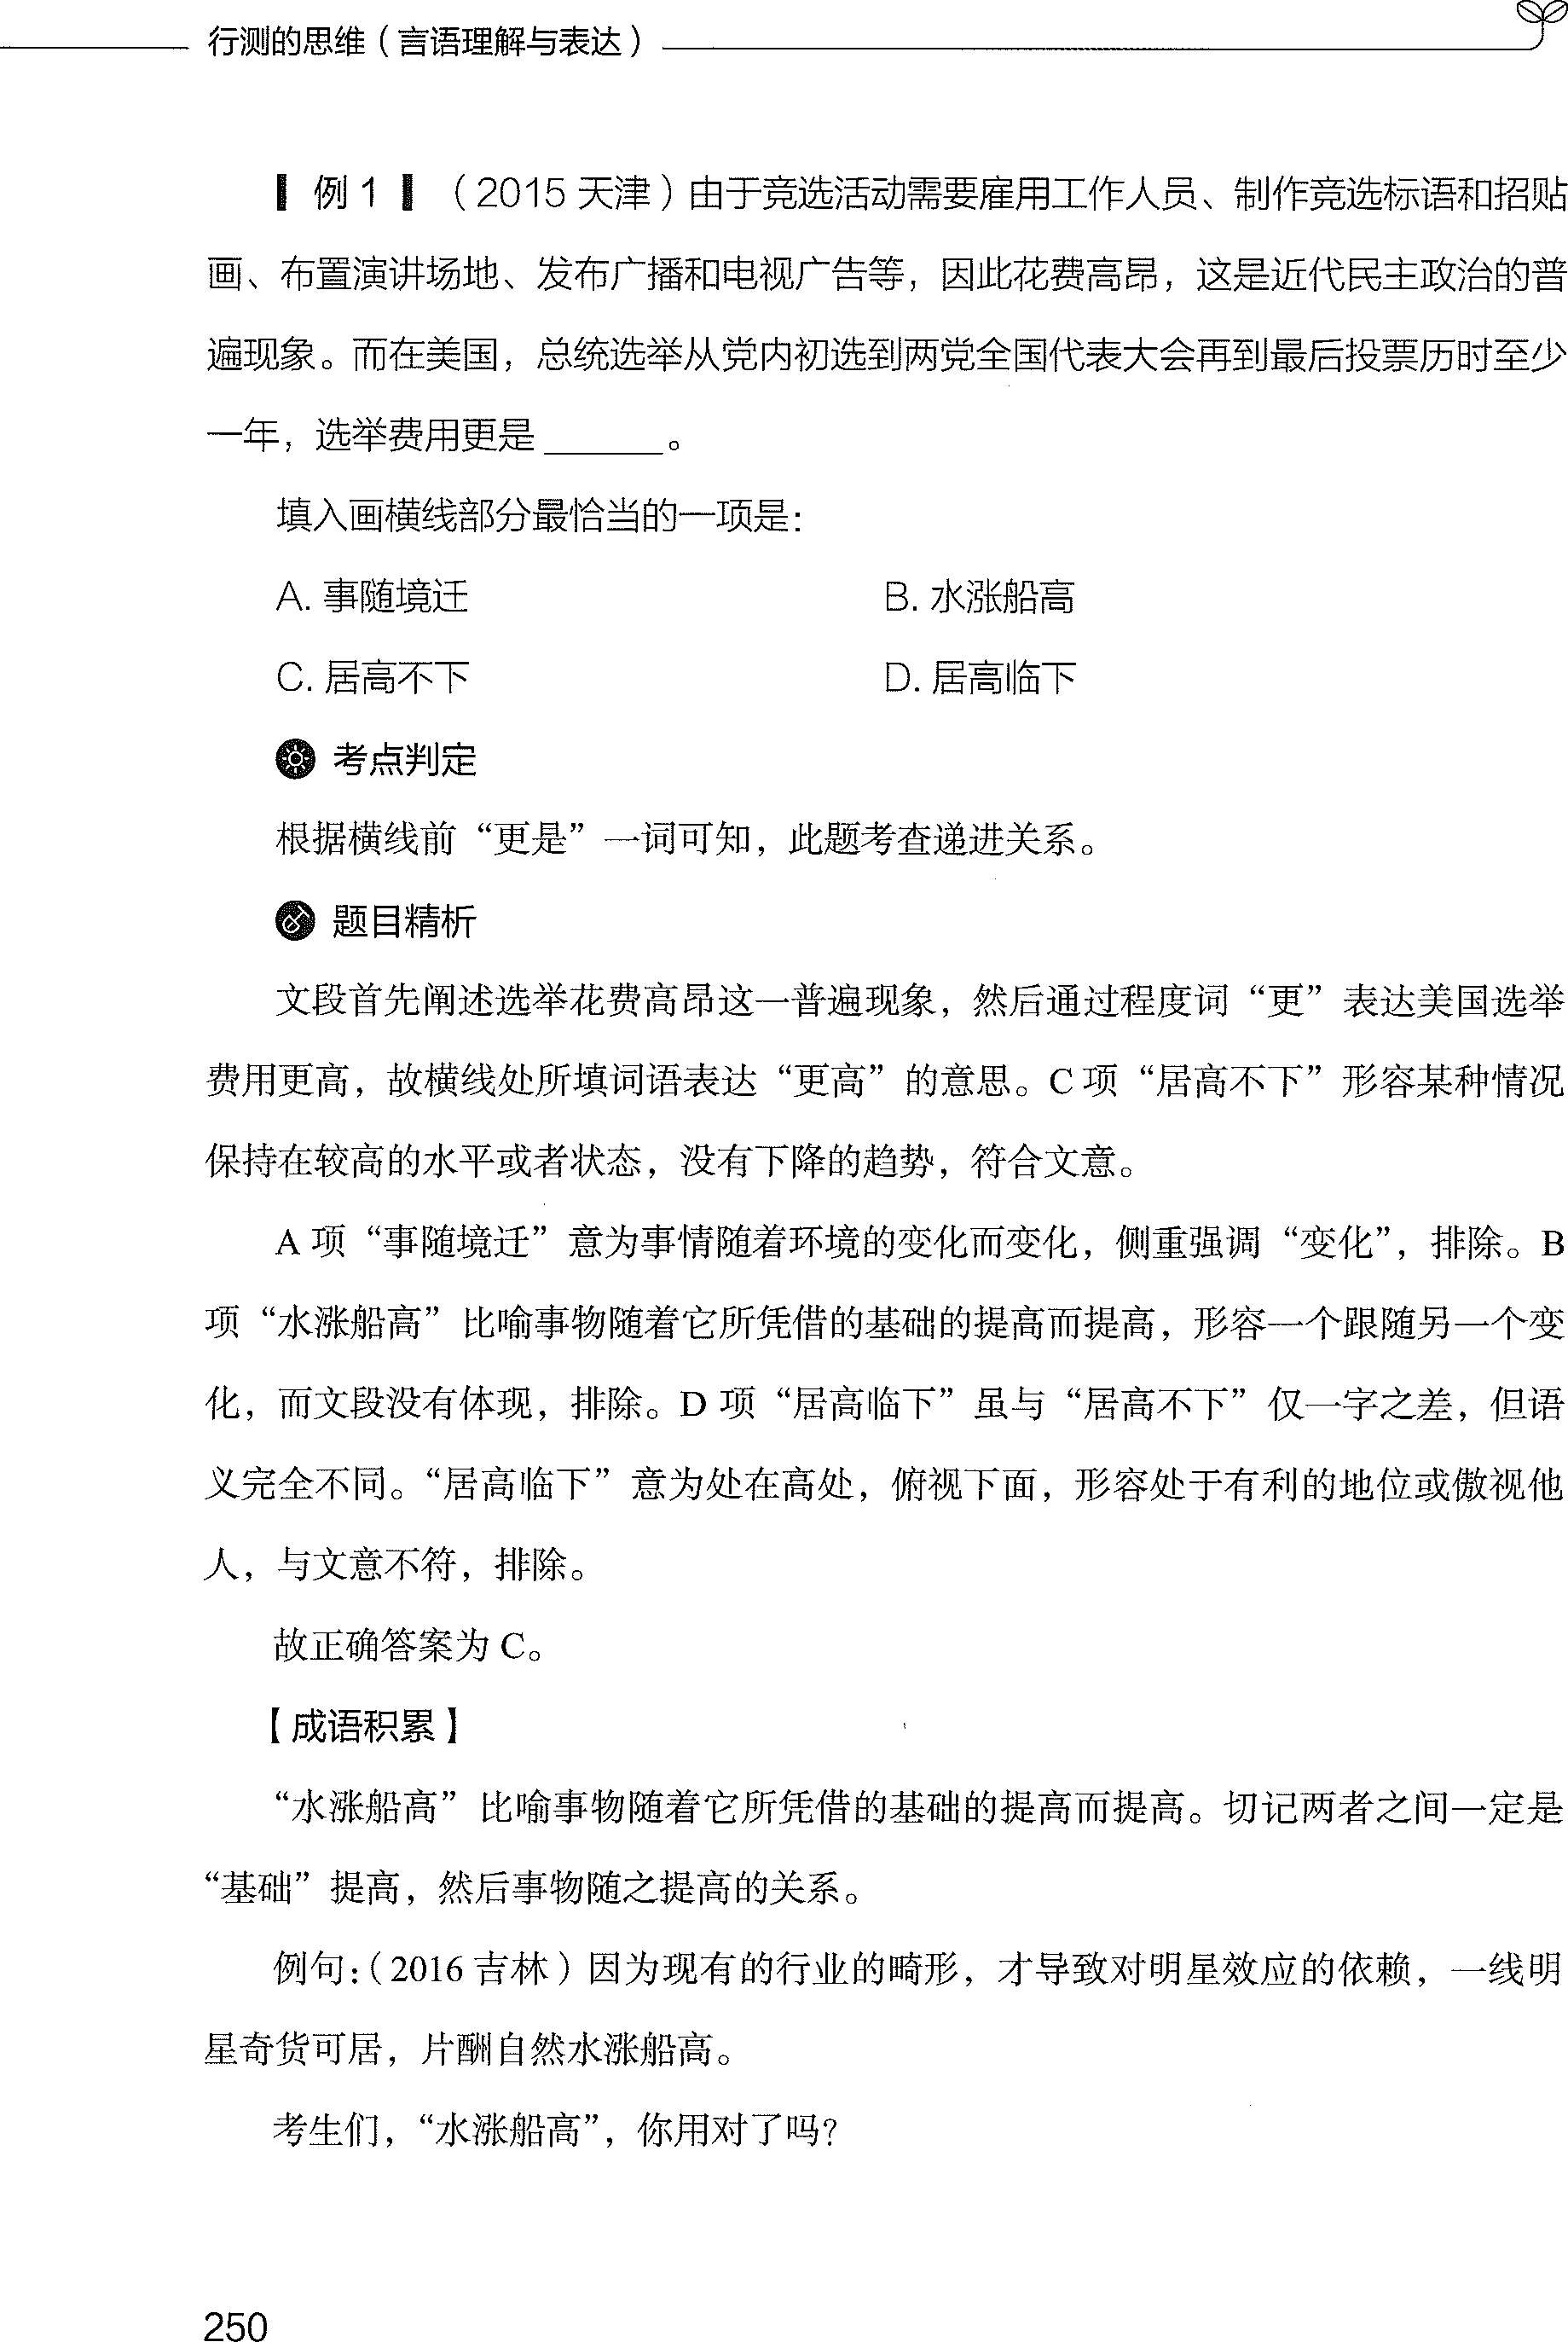 行测的思维（言语理解与表达）
例1 （2015天津）由于竞选活动需要雇用工作人员、制作竞选标语和招贴
画、布置演讲场地、发布广播和电视广告等，因此花费高昂，这是近代民主政治的普
遍现象。而在美国，总统选举从党内初选到两党全国代表大会再到最后投票历时至少
一年，选举费用更是______。
填入画横线部分最恰当的一项是：
A. 事随境迁 B. 水涨船高
C. 居高不下 D. 居高临下
考点判定
根据横线前“更是”一词可知，此题考查递进关系。
题目精析
文段首先阐述选举花费高昂这一普遍现象，然后通过程度词“更”表达美国选举
费用更高，故横线处所填词语表达“更高”的意思。C项“居高不下”形容某种情况
保持在较高的水平或者状态，没有下降的趋势，符合文意。
A项“事随境迁”意为事情随着环境的变化而变化，侧重强调“变化”，排除。B
项“水涨船高”比喻事物随着它所凭借的基础的提高而提高，形容一个跟随另一个变
化，而文段没有体现，排除。D项“居高临下”虽与“居高不下”仅一字之差，但语
义完全不同。“居高临下”意为处在高处，俯视下面，形容处于有利的地位或傲视他
人，与文意不符，排除。
故正确答案为C。
【成语积累】
“水涨船高”比喻事物随着它所凭借的基础的提高而提高。切记两者之间一定是
“基础”提高，然后事物随之提高的关系。
例句：（2016吉林）因为现有的行业的畸形，才导致对明星效应的依赖，一线明
星奇货可居，片酬自然水涨船高。
考生们，“水涨船高”，你用对了吗？
250